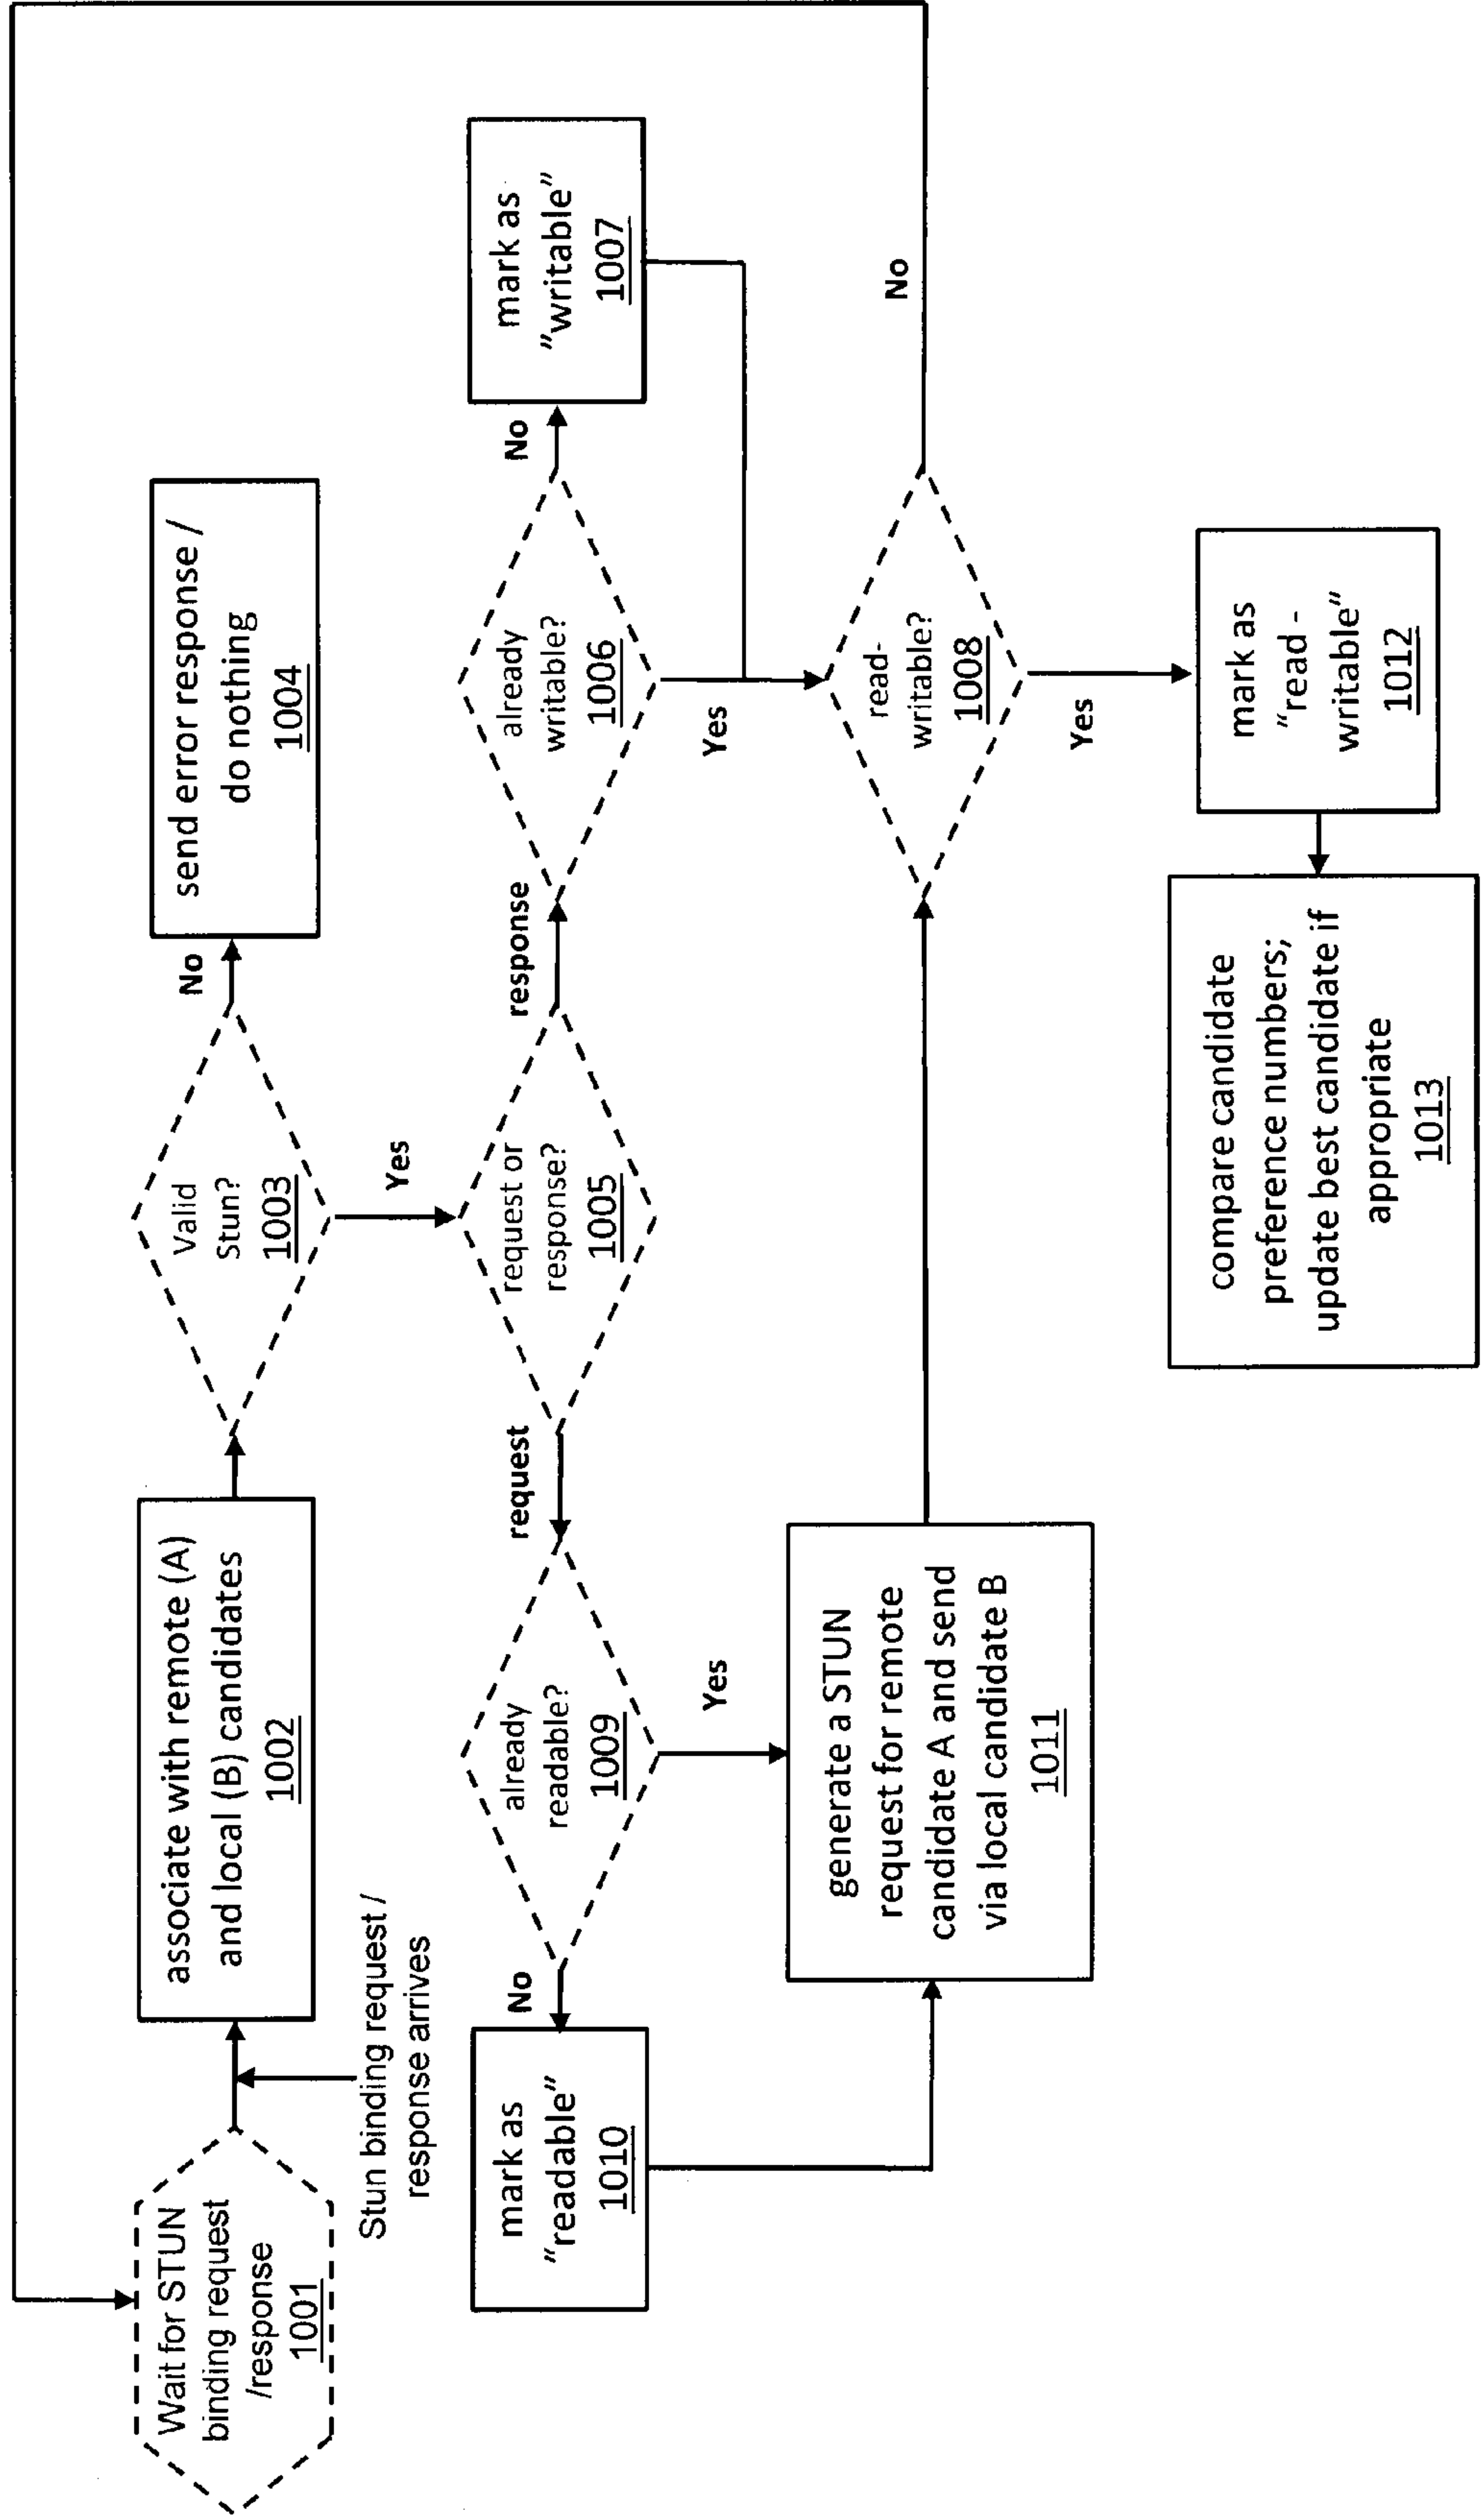 Wait for STUN
binding request
/response
1001
Stun binding request /
response arrives
associate with remote (A)
and local (B) candidates
1002
Valid
Stun?
1003
No
send error response /
do nothing
1004
Yes
request or
response?
1005
response
already
writable?
1006
No
mark as
"writable"
1007
Yes
request
already
readable?
1009
No
mark as
"readable"
1010
Yes
generate a STUN
request for remote
candidate A and send
via local candidate B
1011
read-
writable?
1008
No
Yes
mark as
"read -
writable"
1012
compare candidate
preference numbers;
update best candidate if
appropriate
1013